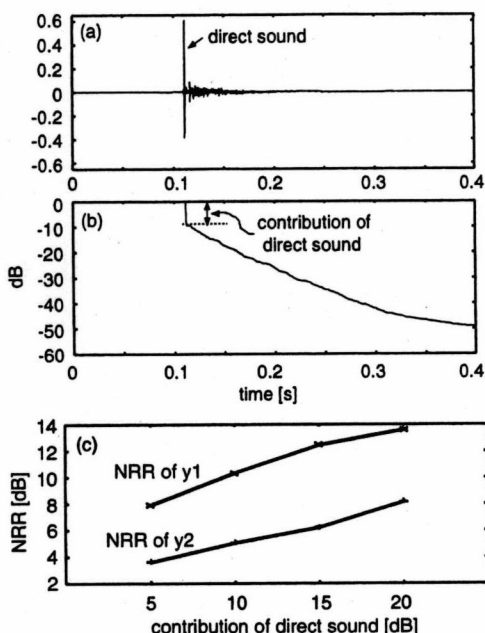 0.6
(a)
direct sound
0.4
0.2
0
-0.2
-0.4
-0.6
0 0.1 0.2 0.3 0.4
0
(b)
contribution of
direct sound
-10
-20
dB
-30
-40
-50
-60
0 0.1 0.2 0.3 0.4
time [s]
14
(c)
12
NRR of y1
10
NRR [dB]
8
6
NRR of y2
4
2
5 10 15 20
contribution of direct sound [dB]